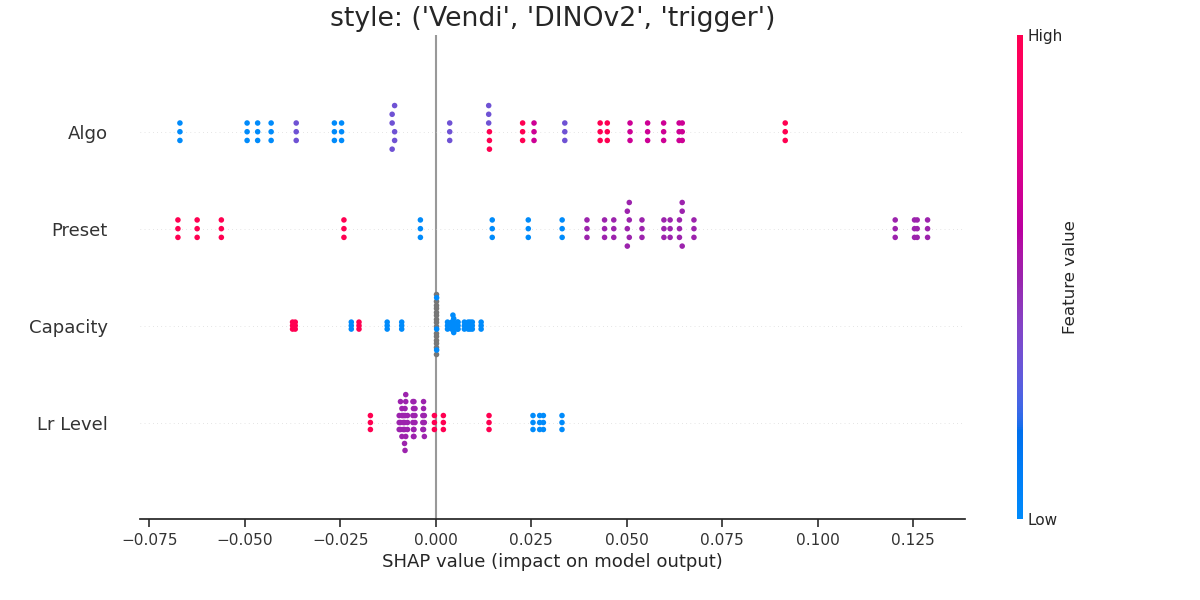 style: ('Vendi', 'DINOv2', 'trigger')
High
Algo
Preset
Capacity
Lr Level
Feature value
Low
−0.075 −0.050 −0.025 0.000 0.025 0.050 0.075 0.100 0.125
SHAP value (impact on model output)